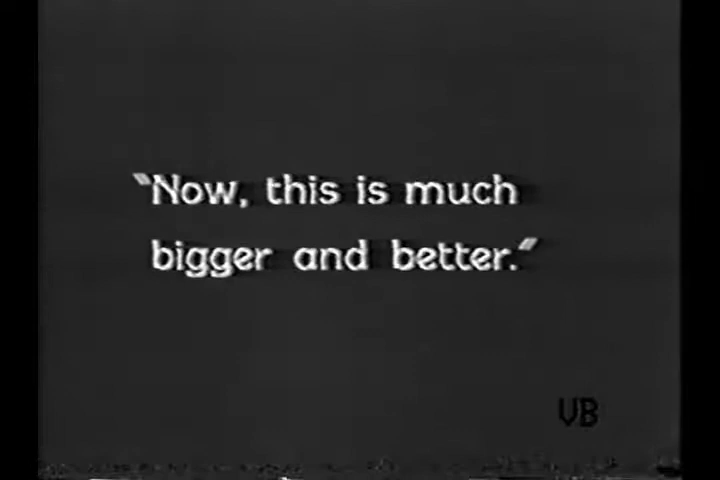 "Now, this is much
bigger and better."
VB